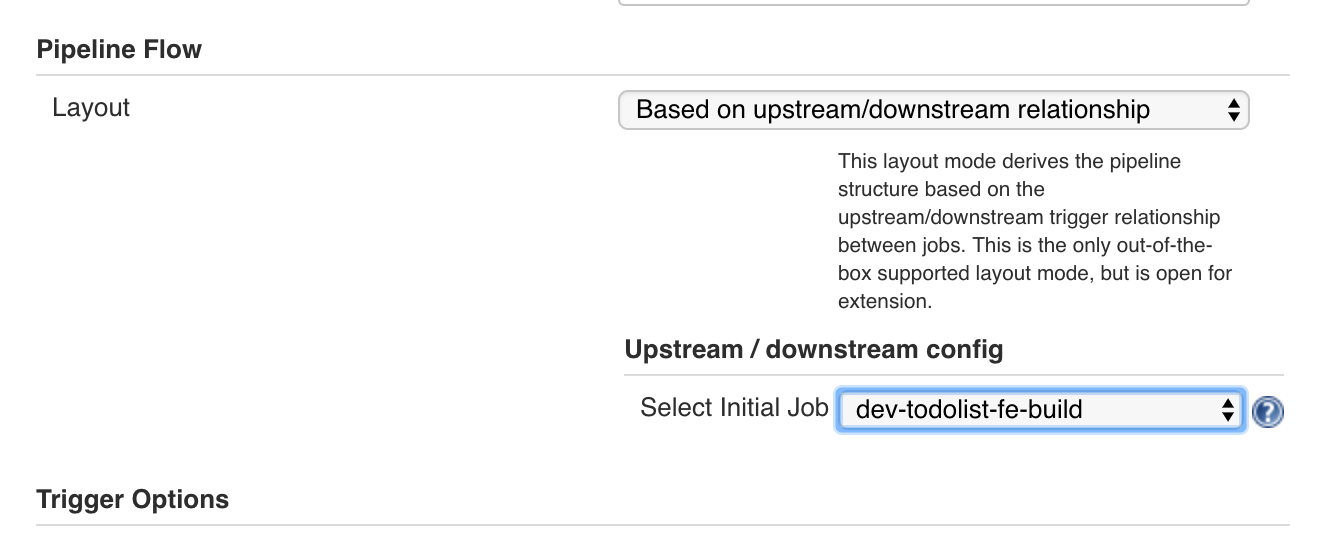 Pipeline Flow
Layout
Based on upstream/downstream relationship
This layout mode derives the pipeline
structure based on the
upstream/downstream trigger relationship
between jobs. This is the only out-of-the-
box supported layout mode, but is open for
extension.
Upstream / downstream config
Select Initial Job
dev-todolist-fe-build
?
Trigger Options